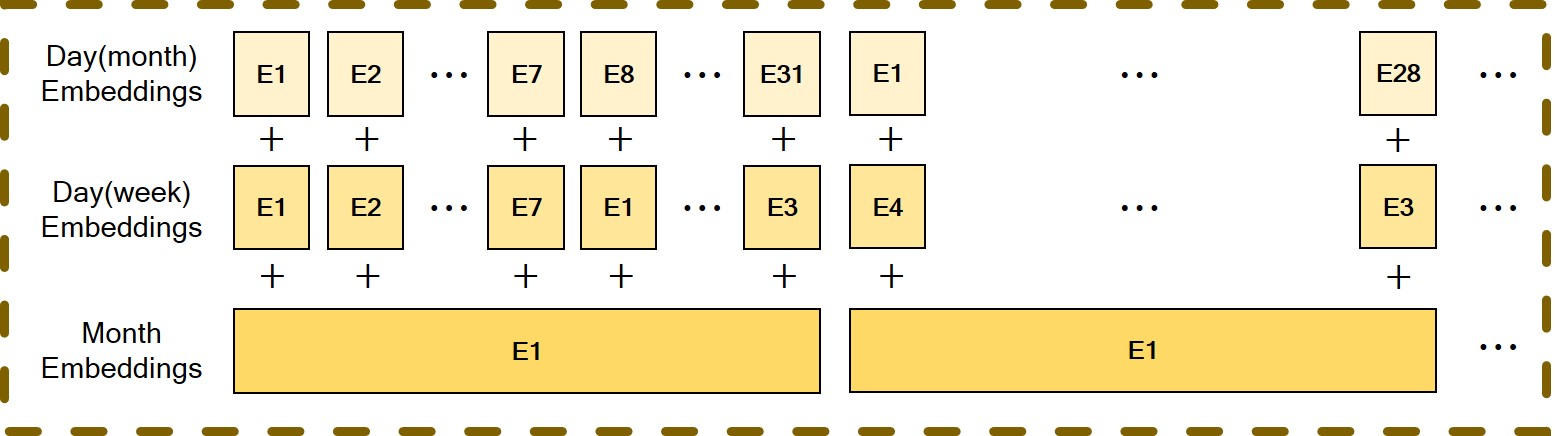 Day(month)
Embeddings
E1 E2 ··· E7 E8 ··· E31 E1 ··· E28 ···
+ + + + + + +
Day(week)
Embeddings
E1 E2 ··· E7 E1 ··· E3 E4 ··· E3 ···
+ + + + + + +
Month
Embeddings
E1 E1 ···